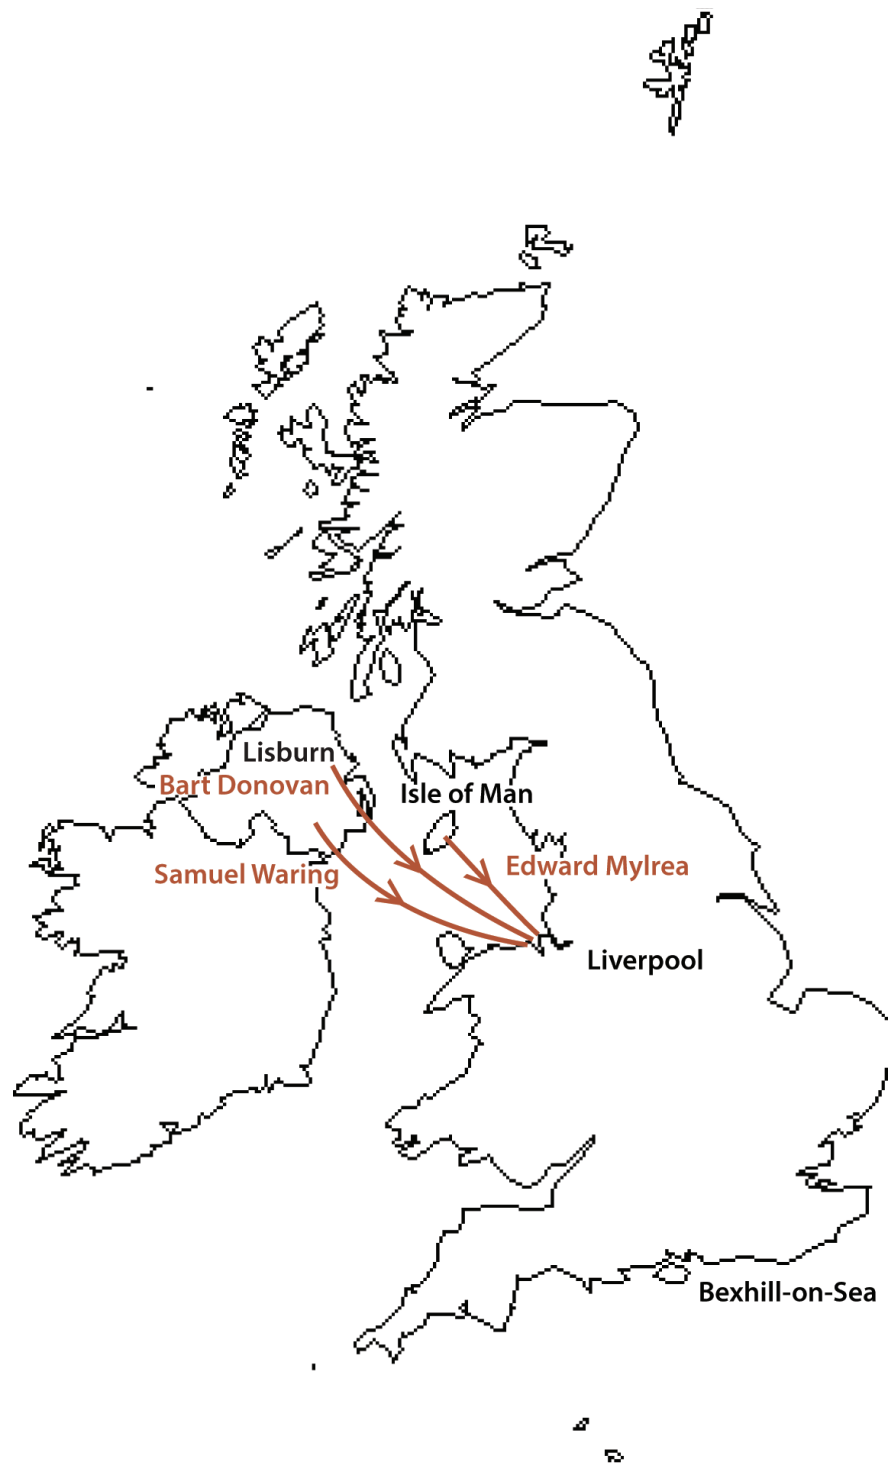 Lisburn
Bart Donovan
Isle of Man
Samuel Waring
Edward Mylrea
Liverpool
Bexhill-on-Sea